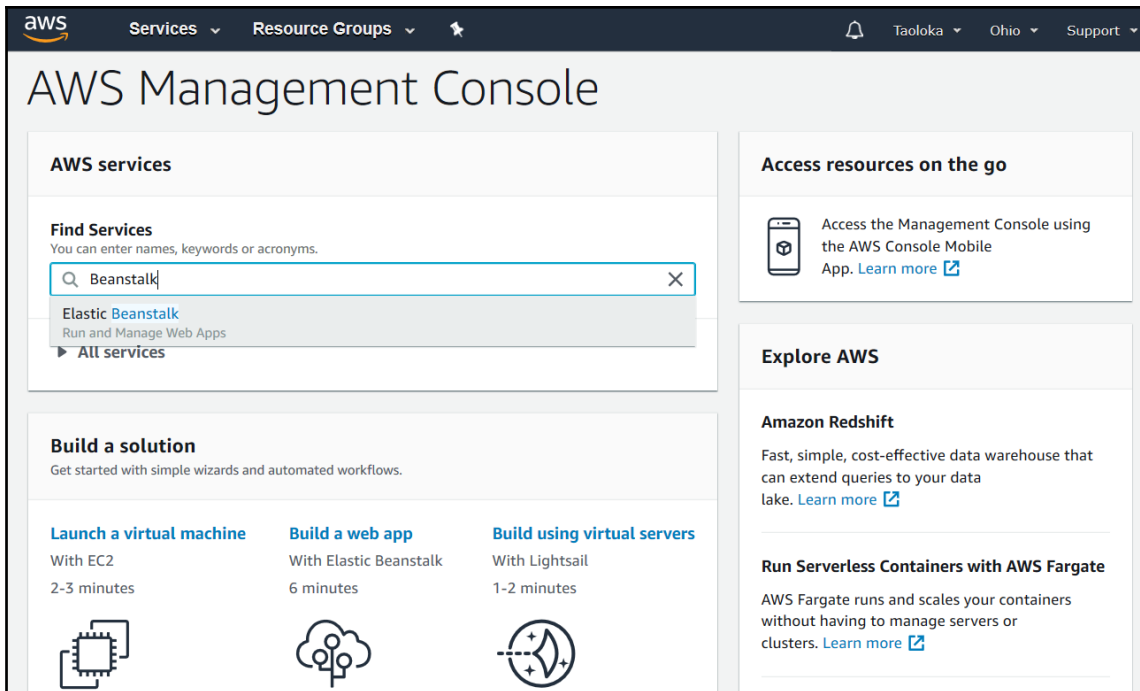 aws
Services
Resource Groups
Taoloka
Ohio
Support
AWS Management Console
AWS services
Find Services
You can enter names, keywords or acronyms.
Beanstalk
Elastic Beanstalk
Run and Manage Web Apps
All services
Build a solution
Get started with simple wizards and automated workflows.
Launch a virtual machine
With EC2
2-3 minutes
Build a web app
With Elastic Beanstalk
6 minutes
Build using virtual servers
With Lightsail
1-2 minutes
Access resources on the go
Access the Management Console using
the AWS Console Mobile
App. Learn more
Explore AWS
Amazon Redshift
Fast, simple, cost-effective data warehouse that
can extend queries to your data
lake. Learn more
Run Serverless Containers with AWS Fargate
AWS Fargate runs and scales your containers
without having to manage servers or
clusters. Learn more